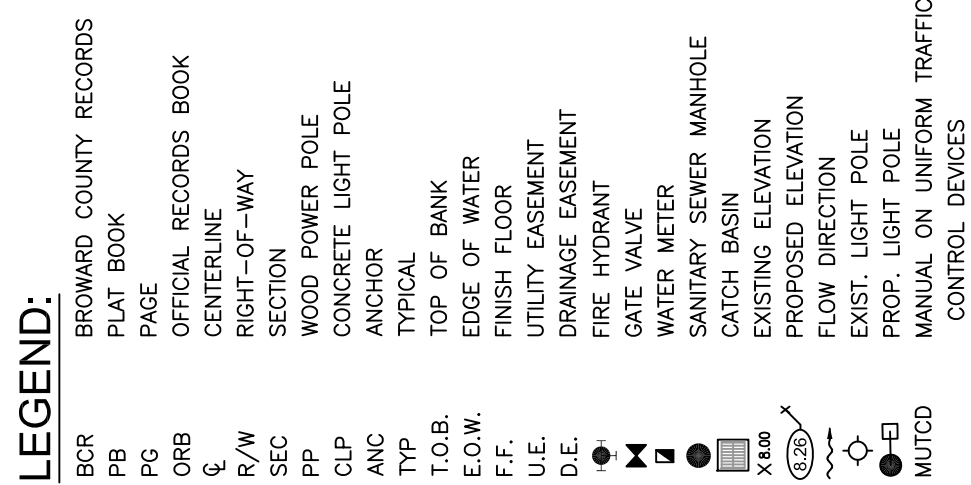 LEGEND:
BCR BROWARD COUNTY RECORDS
PB PLAT BOOK
PG PAGE
ORB OFFICIAL RECORDS BOOK
℄ CENTERLINE
R/W RIGHT-OF-WAY
SEC SECTION
PP WOOD POWER POLE
CLP CONCRETE LIGHT POLE
ANC ANCHOR
TYP TYPICAL
T.O.B. TOP OF BANK
E.O.W. EDGE OF WATER
F.F. FINISH FLOOR
U.E. UTILITY EASEMENT
D.E. DRAINAGE EASEMENT
FIRE HYDRANT
GATE VALVE
WATER METER
SANITARY SEWER MANHOLE
CATCH BASIN
X 8.00 EXISTING ELEVATION
8.26 X PROPOSED ELEVATION
FLOW DIRECTION
EXIST. LIGHT POLE
PROP. LIGHT POLE
MUTCD MANUAL ON UNIFORM TRAFFIC
CONTROL DEVICES